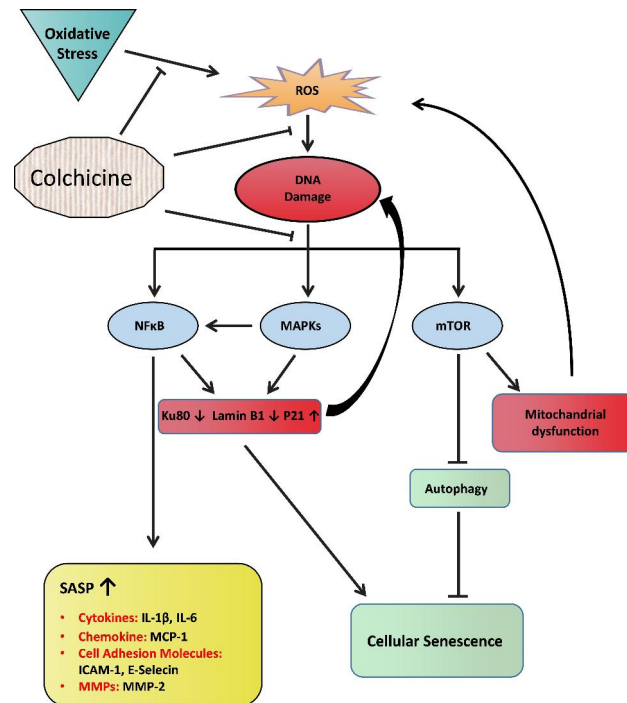 Oxidative
Stress
ROS
Colchicine
DNA
Damage
NFκB
MAPKs
mTOR
Ku80 ↓ Lamin B1 ↓ P21 ↑
Mitochandrial
dysfunction
Autophagy
SASP ↑
• Cytokines: IL-1β, IL-6
• Chemokine: MCP-1
• Cell Adhesion Molecules:
ICAM-1, E-Selecin
• MMPs: MMP-2
Cellular Senescence